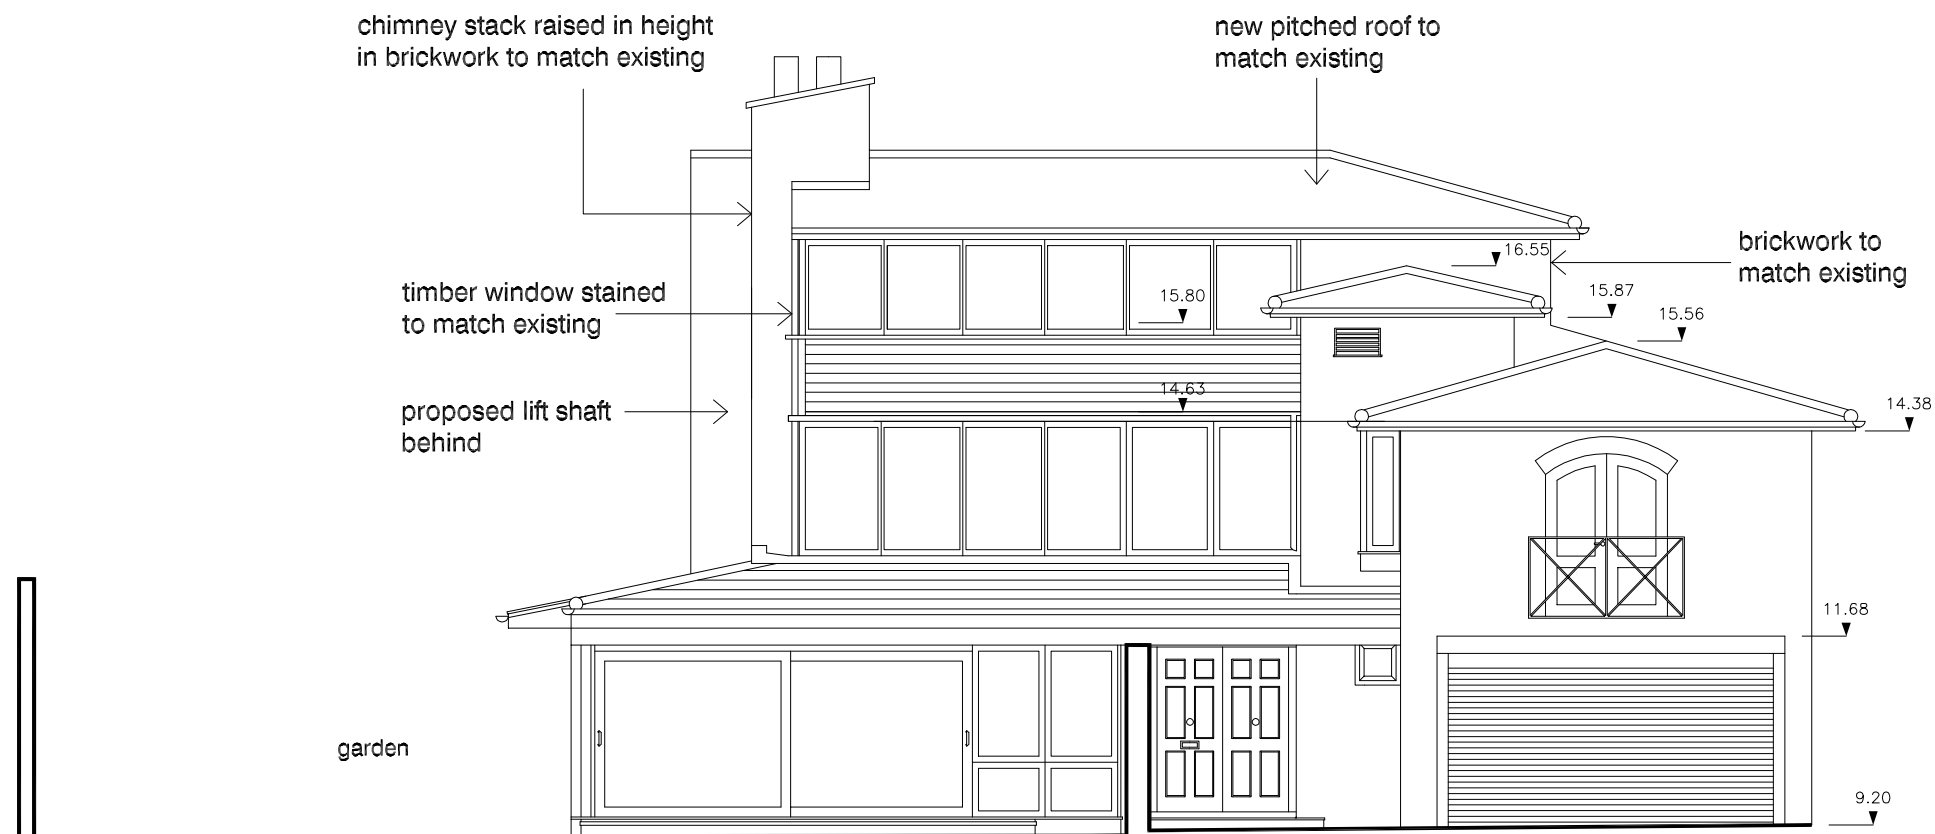 chimney stack raised in height
in brickwork to match existing
new pitched roof to
match existing
brickwork to
match existing
16.55
timber window stained
to match existing
15.80
15.87
15.56
14.63
proposed lift shaft
behind
14.38
11.68
garden
9.20